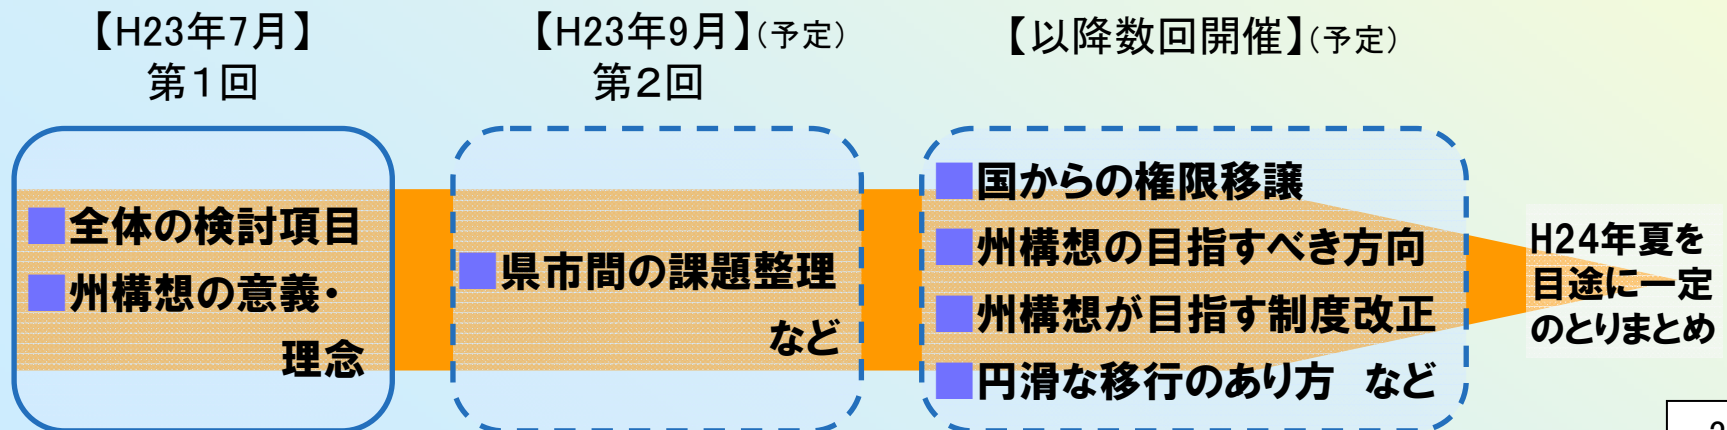 【H23年7月】
第1回
【H23年9月】(予定)
第2回
【以降数回開催】(予定)
■全体の検討項目
■州構想の意義・
理念
■県市間の課題整理
など
■国からの権限移譲
■州構想の目指すべき方向
■州構想が目指す制度改正
■円滑な移行のあり方 など
H24年夏を
目途に一定
のとりまとめ